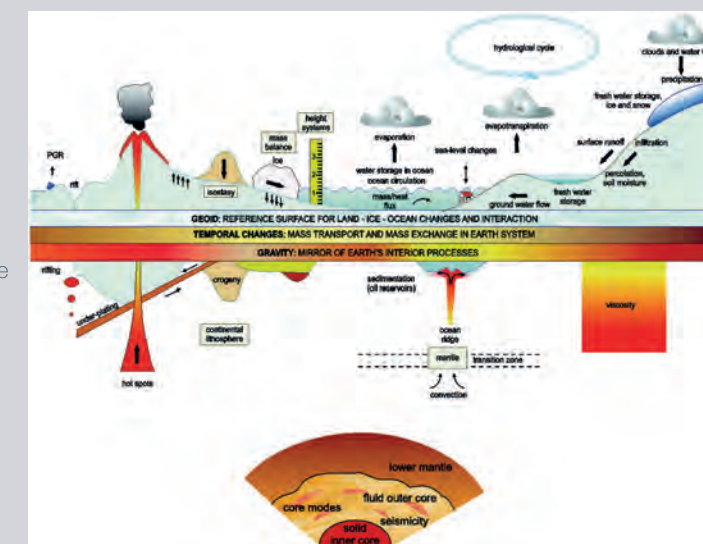 hydrological cycle
clouds and water
precipitation
fresh water storage,
ice and snow
surface runoff
infiltration
percolation,
soil moisture
evaporation
evapotranspiration
height
systems
mass
balance
ice
sea-level changes
water storage in ocean
ocean circulation
mass/heat
flux
fresh water
storage
ground water flow
PGR
rift
isostasy
GEOID: REFERENCE SURFACE FOR LAND - ICE - OCEAN CHANGES AND INTERACTION
TEMPORAL CHANGES: MASS TRANSPORT AND MASS EXCHANGE IN EARTH SYSTEM
GRAVITY: MIRROR OF EARTH'S INTERIOR PROCESSES
e
rifting
under-plating
orogeny
sedimentation
(oil reservoirs)
viscosity
continental
lithosphere
ocean
ridge
mantle
transition zone
hot spots
convection
lower mantle
fluid outer core
core modes
seismicity
solid
inner core